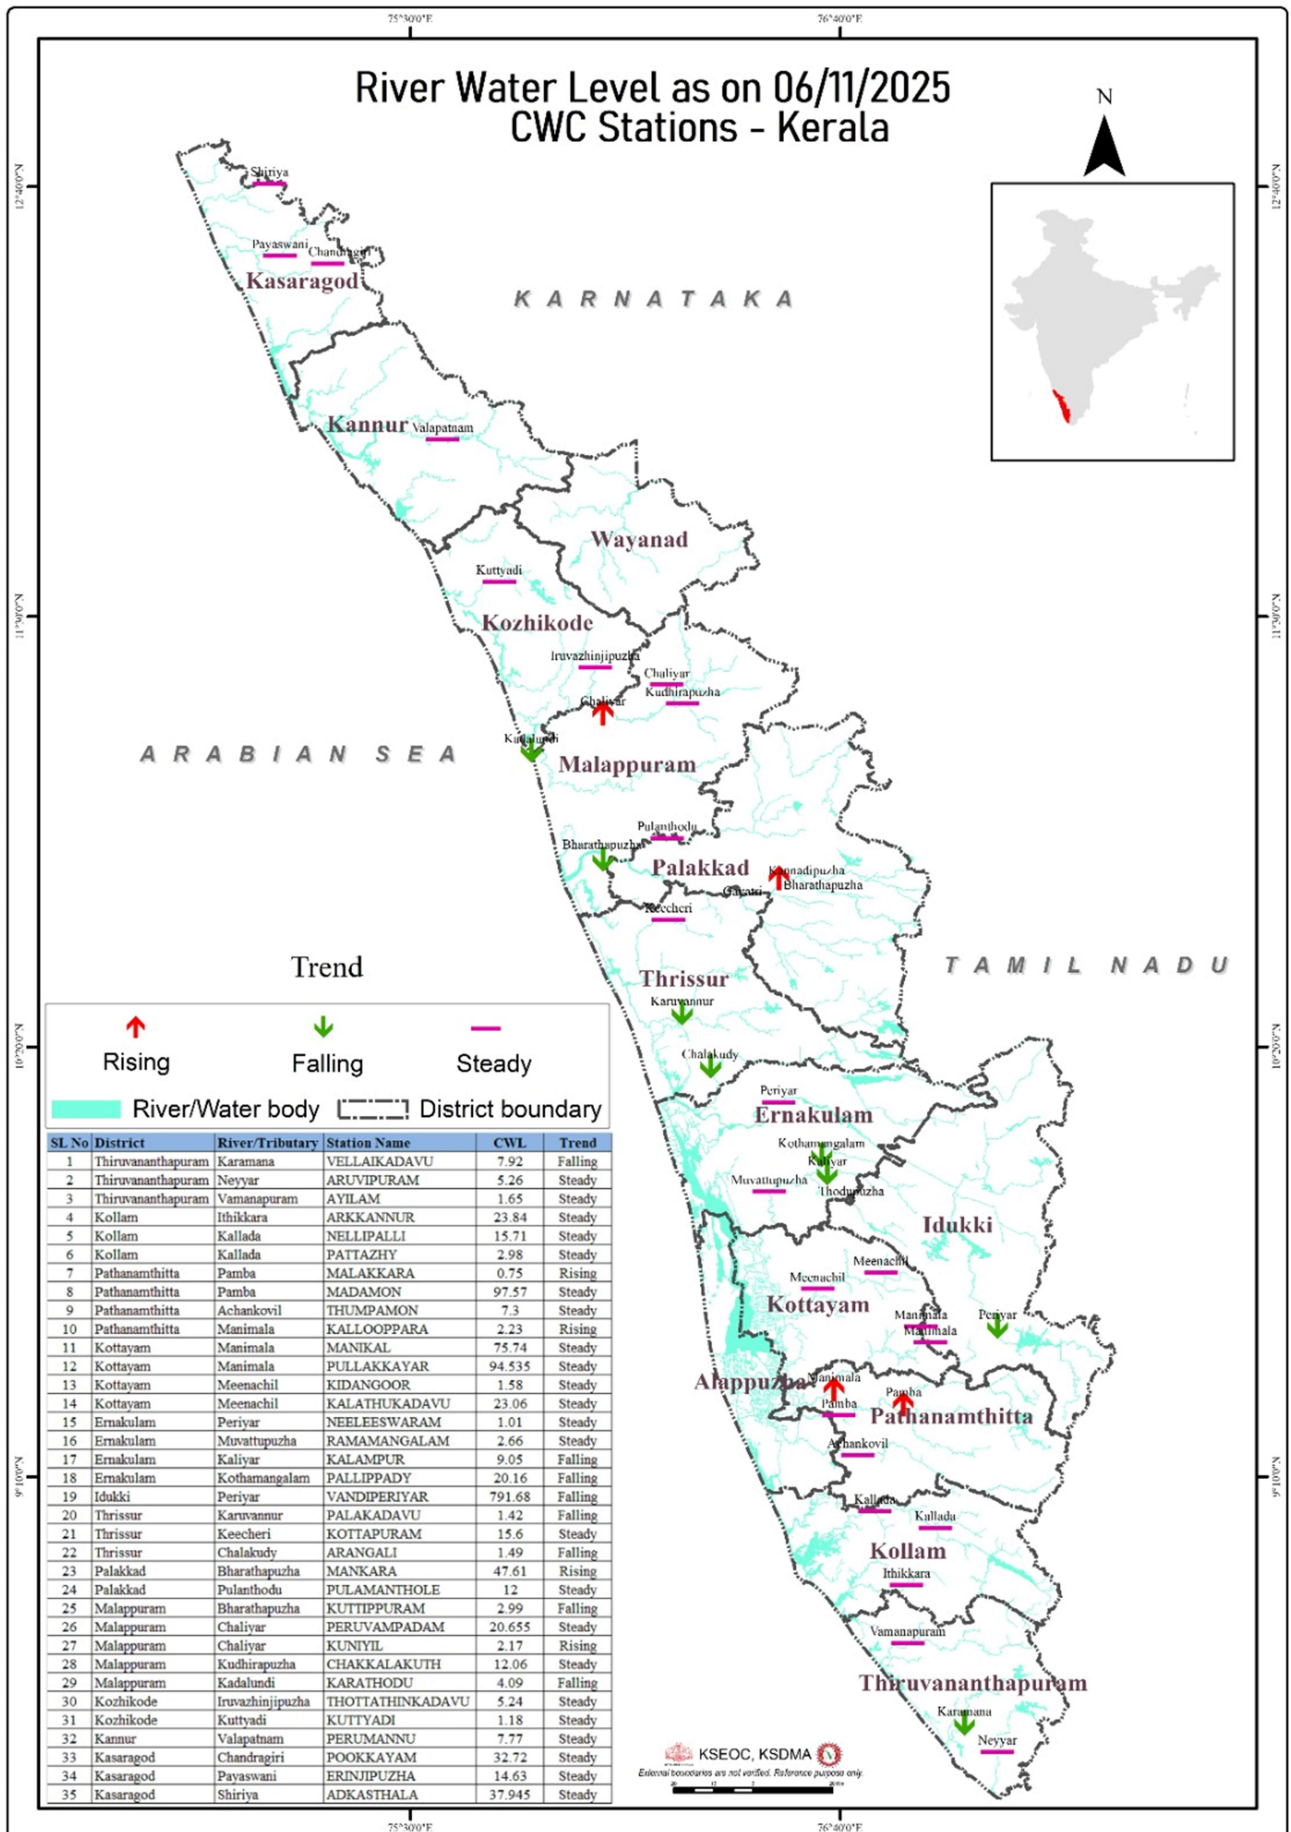 75°30'0"E 76°40'0"E
River Water Level as on 06/11/2025
CWC Stations - Kerala
N
12°40'0"N 12°40'0"N
Shiriya
Payaswani
Chandragiri
Kasaragod
KARNATAKA
Kannur Valapatnam
Wayanad
Kuttyadi
Kozhikode
Iruvazhinjipuzha
Chaliyar
Kudhirapuzha
Chaliyar
Kadalundi
ARABIAN SEA
Malappuram
Pulanthodu
Bharathapuzha
Palakkad
Kannadipuzha
Bharathapuzha
Gayatri
Keecheri
TAMIL NADU
Thrissur
Karuvannur
Chalakudy
10°20'0"N 10°20'0"N
Periyar
Ernakulam
Kothamangalam
Kaliyar
Muvattupuzha
Thodupuzha
Idukki
Meenachil
Meenachil
Kottayam
Manimala
Manimala
Periyar
Alappuzha
Manimala
Pamba
Pamba
Pathanamthitta
Achankovil
9°10'0"N 9°10'0"N
Kallada
Kallada
Kollam
Ithikkara
Vamanapuram
Thiruvananthapuram
Karamana
Neyyar
Trend
Rising Falling Steady
River/Water body District boundary
SL No District River/Tributary Station Name CWL Trend
1 Thiruvananthapuram Karamana VELLAIKADAVU 7.92 Falling
2 Thiruvananthapuram Neyyar ARUVIPURAM 5.26 Steady
3 Thiruvananthapuram Vamanapuram AYILAM 1.65 Steady
4 Kollam Ithikkara ARKKANNUR 23.84 Steady
5 Kollam Kallada NELLIPALLI 15.71 Steady
6 Kollam Kallada PATTAZHY 2.98 Steady
7 Pathanamthitta Pamba MALAKKARA 0.75 Rising
8 Pathanamthitta Pamba MADAMON 97.57 Steady
9 Pathanamthitta Achankovil THUMPAMON 7.3 Steady
10 Pathanamthitta Manimala KALLOOPPARA 2.23 Rising
11 Kottayam Manimala MANIKAL 75.74 Steady
12 Kottayam Manimala PULLAKKAYAR 94.535 Steady
13 Kottayam Meenachil KIDANGOOR 1.58 Steady
14 Kottayam Meenachil KALATHUKADAVU 23.06 Steady
15 Ernakulam Periyar NEELEESWARAM 1.01 Steady
16 Ernakulam Muvattupuzha RAMAMANGALAM 2.66 Steady
17 Ernakulam Kaliyar KALAMPUR 9.05 Falling
18 Ernakulam Kothamangalam PALLIPPADY 20.16 Falling
19 Idukki Periyar VANDIPERIYAR 791.68 Falling
20 Thrissur Karuvannur PALAKADAVU 1.42 Falling
21 Thrissur Keecheri KOTTAPURAM 15.6 Steady
22 Thrissur Chalakudy ARANGALI 1.49 Falling
23 Palakkad Bharathapuzha MANKARA 47.61 Rising
24 Palakkad Pulanthodu PULAMANTHOLE 12 Steady
25 Malappuram Bharathapuzha KUTTIPPURAM 2.99 Falling
26 Malappuram Chaliyar PERUVAMPADAM 20.655 Steady
27 Malappuram Chaliyar KUNIYIL 2.17 Rising
28 Malappuram Kudhirapuzha CHAKKALAKUTH 12.06 Steady
29 Malappuram Kadalundi KARATHODU 4.09 Falling
30 Kozhikode Iruvazhinjipuzha THOTTATHINKADAVU 5.24 Steady
31 Kozhikode Kuttyadi KUTTYADI 1.18 Steady
32 Kannur Valapatnam PERUMANNU 7.77 Steady
33 Kasaragod Chandragiri POOKKAYAM 32.72 Steady
34 Kasaragod Payaswani ERINJIPUZHA 14.63 Steady
35 Kasaragod Shiriya ADKASTHALA 37.945 Steady
KSEOC, KSDMA
External boundaries are not verified. Reference purpose only.
75°30'0"E 76°40'0"E